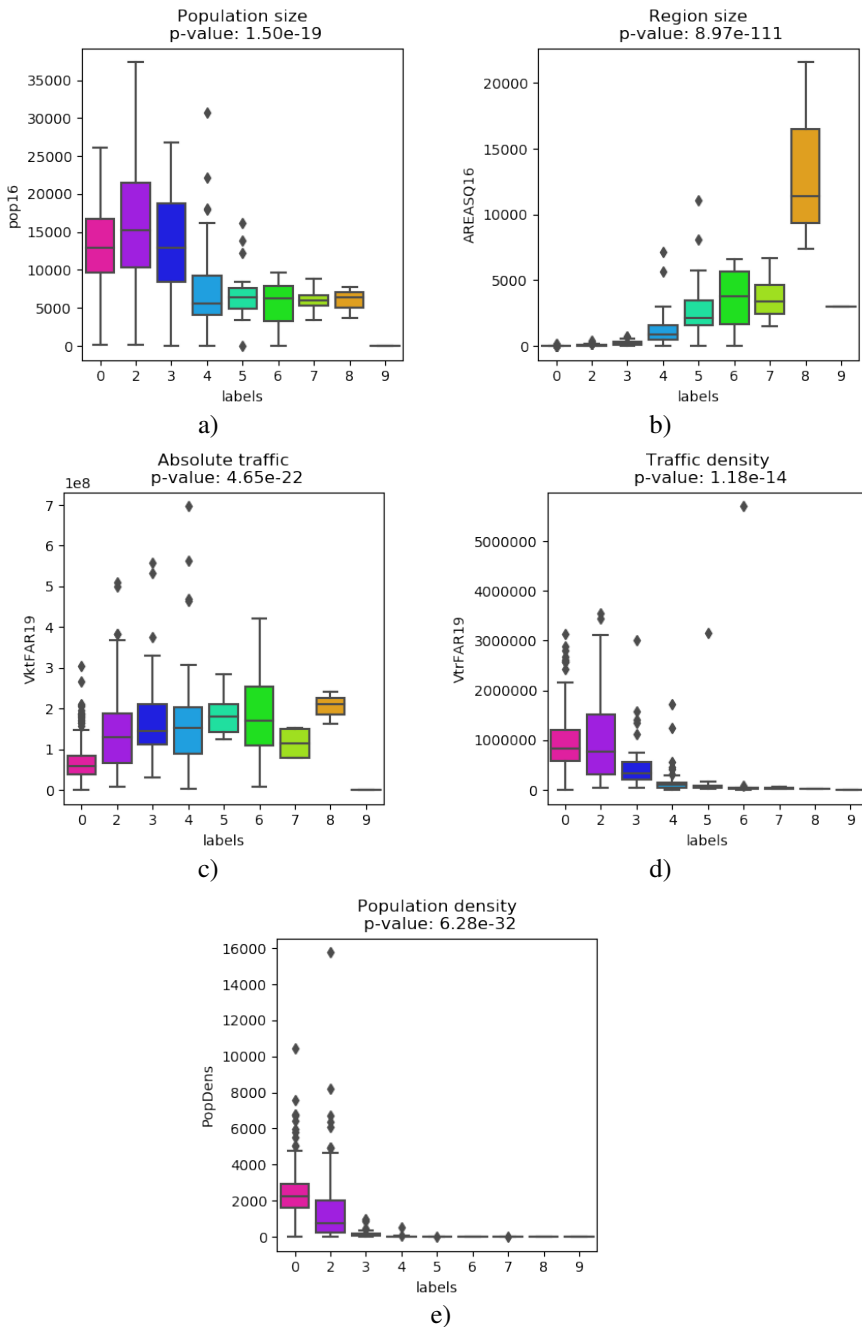 Population size
p-value: 1.50e-19
pop16
35000
30000
25000
20000
15000
10000
5000
0
0 2 3 4 5 6 7 8 9
labels
a)
Region size
p-value: 8.97e-111
AREASQ16
20000
15000
10000
5000
0
0 2 3 4 5 6 7 8 9
labels
b)
Absolute traffic
p-value: 4.65e-22
1e8
VktFAR19
7
6
5
4
3
2
1
0
0 2 3 4 5 6 7 8 9
labels
c)
Traffic density
p-value: 1.18e-14
VtrFAR19
5000000
4000000
3000000
2000000
1000000
0
0 2 3 4 5 6 7 8 9
labels
d)
Population density
p-value: 6.28e-32
PopDens
16000
14000
12000
10000
8000
6000
4000
2000
0
0 2 3 4 5 6 7 8 9
labels
e)